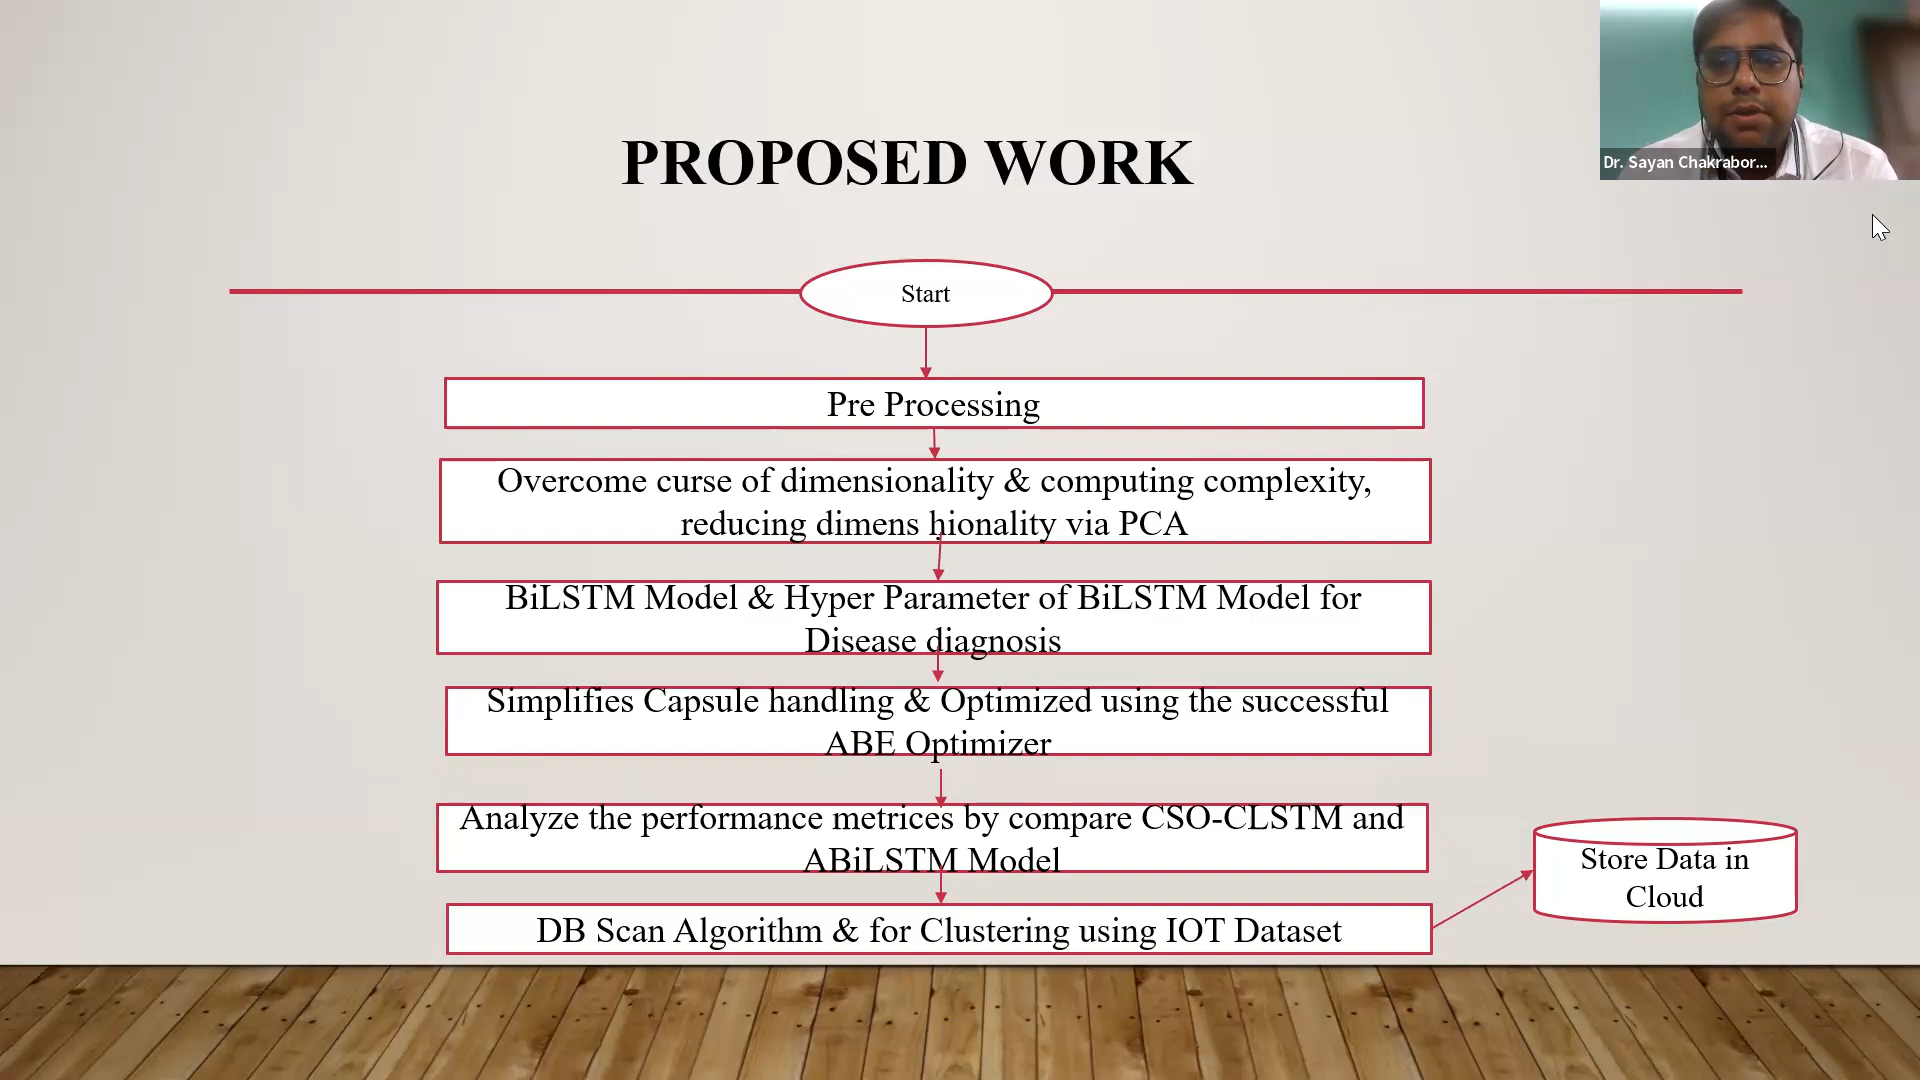 PROPOSED WORK
Dr. Sayan Chakrabor...
Start
Pre Processing
Overcome curse of dimensionality & computing complexity,
reducing dimens hionality via PCA
BiLSTM Model & Hyper Parameter of BiLSTM Model for
Disease diagnosis
Simplifies Capsule handling & Optimized using the successful
ABE Optimizer
Analyze the performance metrices by compare CSO-CLSTM and
ABiLSTM Model
Store Data in
Cloud
DB Scan Algorithm & for Clustering using IOT Dataset